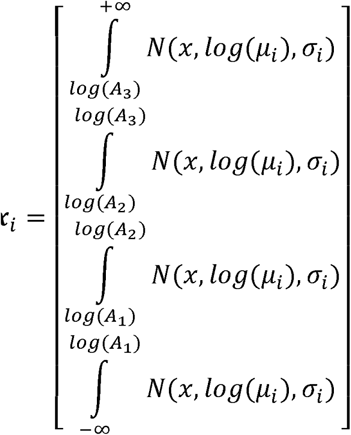 +∞
∫ N(x, log(μᵢ), σᵢ)
log(A₃)
log(A₃)
∫ N(x, log(μᵢ), σᵢ)
log(A₂)
𝔯ᵢ =
log(A₂)
∫ N(x, log(μᵢ), σᵢ)
log(A₁)
log(A₁)
∫ N(x, log(μᵢ), σᵢ)
−∞